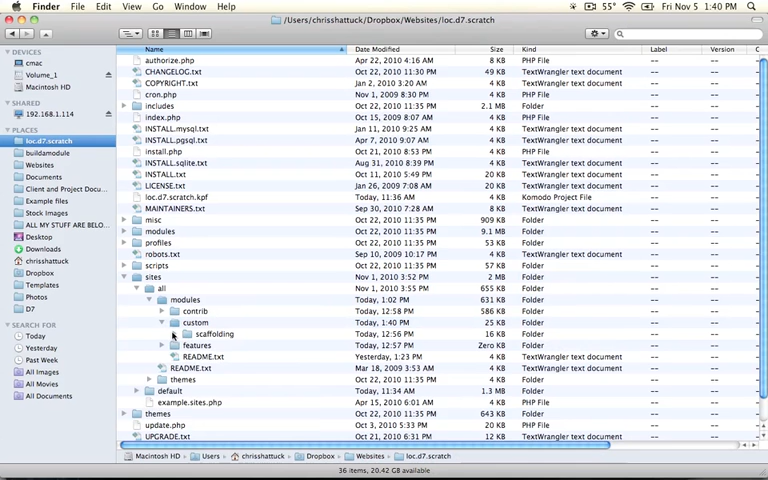 Finder File Edit View Go Window Help 55° Fri Nov 5 1:40 PM
/Users/chrisshattuck/Dropbox/Websites/loc.d7.scratch
Name Date Modified Size Kind Label Version C
DEVICES
cmac
Volume_1
Macintosh HD
SHARED
192.168.1.114
PLACES
loc.d7.scratch
buildamodule
Websites
Documents
Client and Project Docu...
Example files
Stock Images
ALL MY STUFF ARE BELO...
Desktop
Downloads
chrisshattuck
Dropbox
Templates
Photos
D7
SEARCH FOR
Today
Yesterday
Past Week
All Images
All Movies
All Documents
authorize.php Apr 22, 2010 4:16 AM 8 KB PHP File -- --
CHANGELOG.txt Oct 22, 2010 11:30 PM 49 KB TextWrangler text document -- --
COPYRIGHT.txt Jan 2, 2010 3:20 AM 4 KB TextWrangler text document -- --
cron.php Nov 1, 2009 8:30 PM 4 KB PHP File -- --
includes Oct 22, 2010 11:35 PM 2.1 MB Folder -- --
index.php Oct 15, 2009 8:07 AM 4 KB PHP File -- --
INSTALL.mysql.txt Jan 11, 2010 9:25 AM 4 KB TextWrangler text document -- --
INSTALL.pgsql.txt Apr 7, 2010 9:07 AM 4 KB TextWrangler text document -- --
install.php Oct 21, 2010 8:53 PM 4 KB PHP File -- --
INSTALL.sqlite.txt Aug 31, 2010 8:39 PM 4 KB TextWrangler text document -- --
INSTALL.txt Oct 11, 2010 5:49 PM 20 KB TextWrangler text document -- --
LICENSE.txt Jan 26, 2009 7:08 AM 20 KB TextWrangler text document -- --
loc.d7.scratch.kpf Today, 11:36 AM 4 KB Komodo Project File -- --
MAINTAINERS.txt Sep 30, 2010 7:28 AM 8 KB TextWrangler text document -- --
misc Oct 22, 2010 11:35 PM 909 KB Folder -- --
modules Oct 22, 2010 11:35 PM 9.1 MB Folder -- --
profiles Oct 22, 2010 11:35 PM 53 KB Folder -- --
robots.txt Sep 10, 2009 10:17 PM 4 KB TextWrangler text document -- --
scripts Oct 22, 2010 11:35 PM 57 KB Folder -- --
sites Nov 1, 2010 3:52 PM 2 MB Folder -- --
all Nov 1, 2010 3:55 PM 655 KB Folder -- --
modules Today, 1:02 PM 631 KB Folder -- --
contrib Today, 12:58 PM 586 KB Folder -- --
custom Today, 1:40 PM 25 KB Folder -- --
scaffolding Today, 12:56 PM 16 KB Folder -- --
features Today, 12:57 PM Zero KB Folder -- --
README.txt Yesterday, 1:23 PM 4 KB TextWrangler text document -- --
README.txt Mar 18, 2009 3:53 AM 4 KB TextWrangler text document -- --
themes Oct 22, 2010 11:35 PM 4 KB Folder -- --
default Today, 11:34 AM 1.3 MB Folder -- --
example.sites.php Apr 15, 2010 6:01 AM 4 KB PHP File -- --
themes Oct 22, 2010 11:35 PM 643 KB Folder -- --
update.php Oct 3, 2010 5:33 PM 20 KB PHP File -- --
UPGRADE.txt Oct 21, 2010 6:31 PM 12 KB TextWrangler text document -- --
Macintosh HD Users chrisshattuck Dropbox Websites loc.d7.scratch
36 items, 20.42 GB available